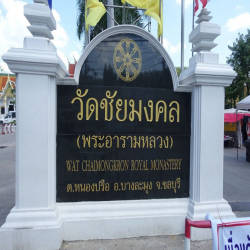 วัดชัยมงคล
(พระอารามหลวง)
WAT CHAIMONGKHON ROYAL MONASTERY
ต.หนองปรือ อ.บางละมุง จ.ชลบุรี